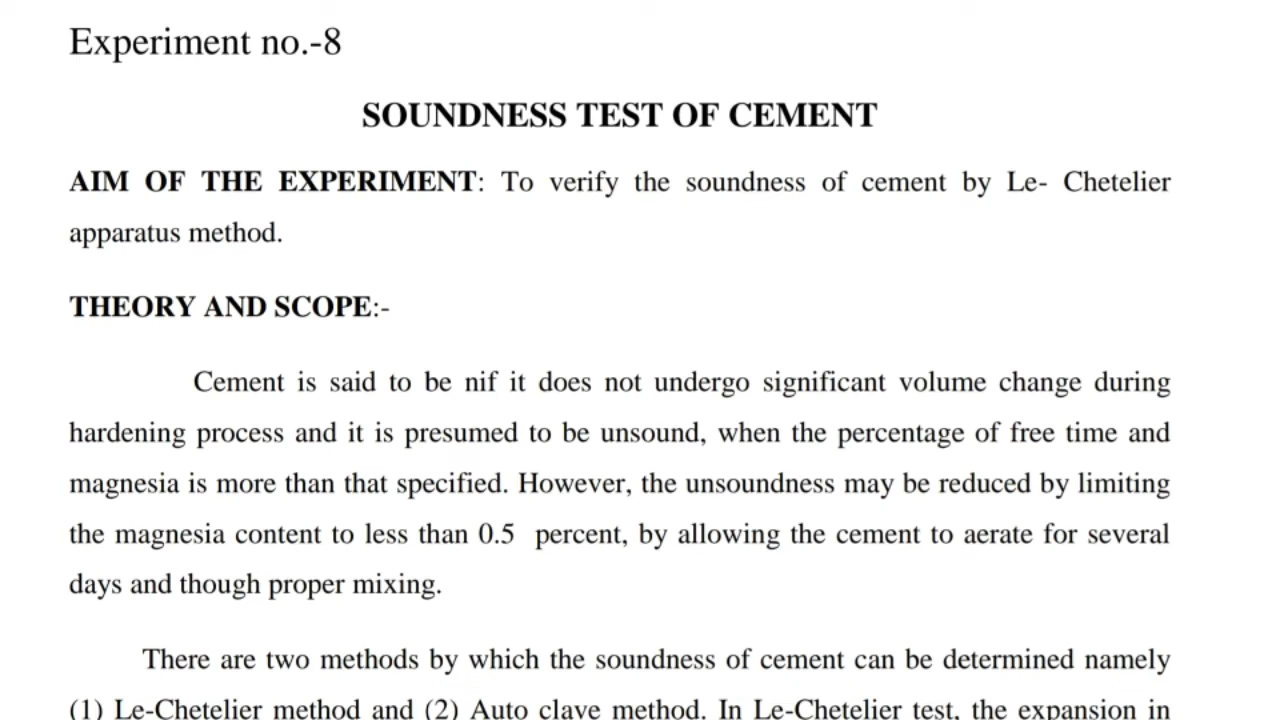 Experiment no.-8
SOUNDNESS TEST OF CEMENT
AIM OF THE EXPERIMENT: To verify the soundness of cement by Le- Chetelier
apparatus method.
THEORY AND SCOPE:-
Cement is said to be nif it does not undergo significant volume change during
hardening process and it is presumed to be unsound, when the percentage of free time and
magnesia is more than that specified. However, the unsoundness may be reduced by limiting
the magnesia content to less than 0.5 percent, by allowing the cement to aerate for several
days and though proper mixing.
There are two methods by which the soundness of cement can be determined namely
(1) Le-Chetelier method and (2) Auto clave method. In Le-Chetelier test, the expansion in